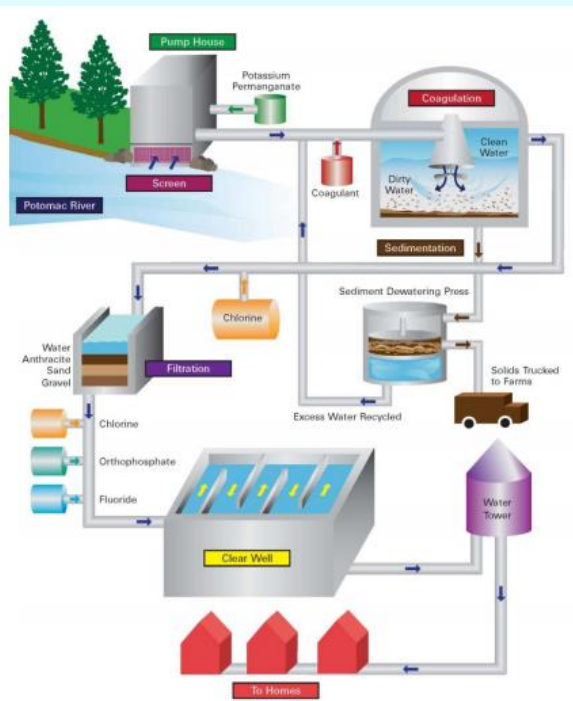 Pump House
Potassium
Permanganate
Coagulation
Clean
Water
Dirty
Water
Screen
Coagulant
Potomac River
Sedimentation
Sediment Dewatering Press
Chlorine
Water
Anthracite
Sand
Gravel
Filtration
Solids Trucked
to Farma
Excess Water Recycled
Chlorine
Orthophosphate
Fluoride
Water
Tower
Clear Well
To Homes